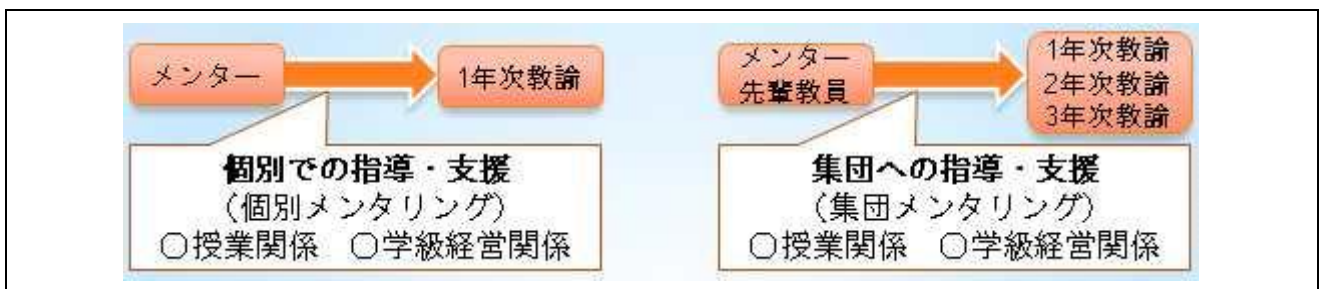 メンター
1年次教諭
個別での指導・支援
(個別メンタリング)
○授業関係 ○学級経営関係
メンター
先輩教員
1年次教諭
2年次教諭
3年次教諭
集団への指導・支援
(集団メンタリング)
○授業関係 ○学級経営関係